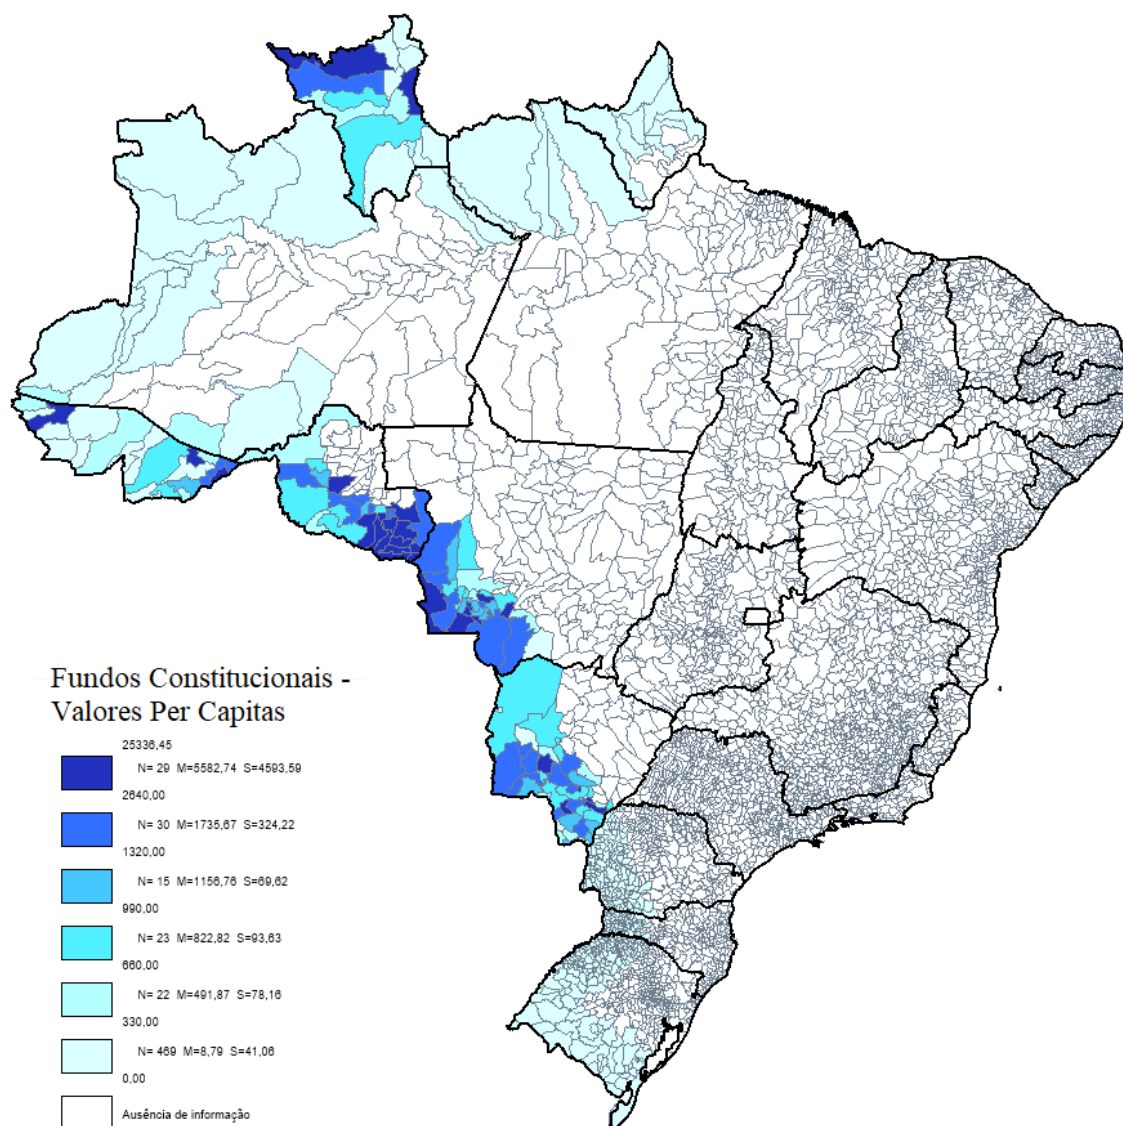 Fundos Constitucionais -
Valores Per Capitas
25336,45
N= 29 M=5582,74 S=4593,59
2640,00
N= 30 M=1735,67 S=324,22
1320,00
N= 15 M=1156,76 S=69,62
990,00
N= 23 M=822,82 S=93,63
660,00
N= 22 M=491,87 S=78,16
330,00
N= 469 M=8,79 S=41,06
0,00
Ausência de informação